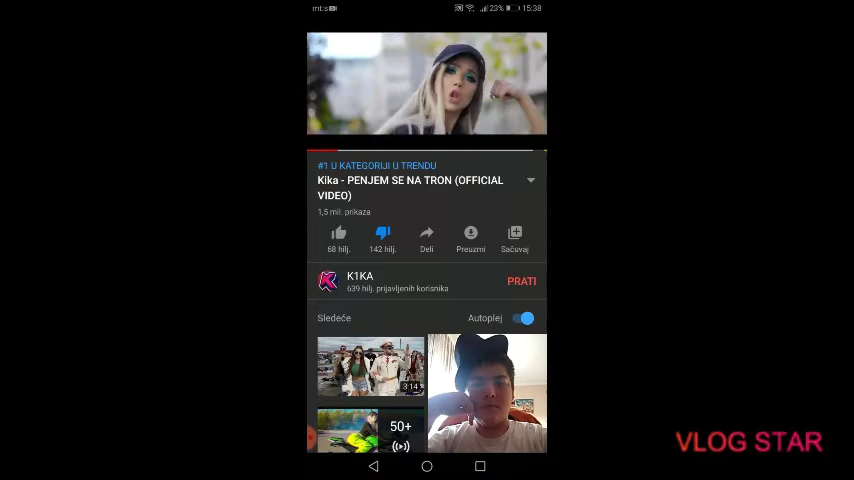 mt:s
23% 15:38
#1 U KATEGORIJI U TRENDU
Kika - PENJEM SE NA TRON (OFFICIAL
VIDEO)
1,5 mil. prikaza
68 hilj. 142 hilj. Deli Preuzmi Sačuvaj
K1KA
PRATI
639 hilj. prijavljenih korisnika
Sledeće Autoplej
3:14
50+
VLOG STAR